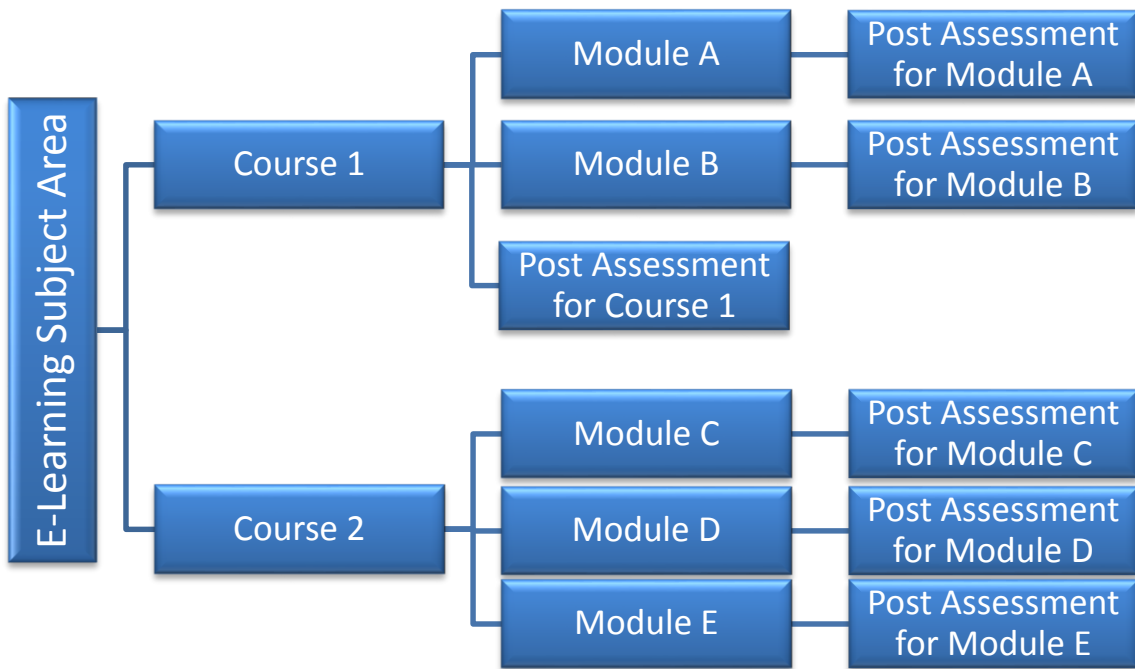 E-Learning Subject Area
Course 1
Module A
Post Assessment
for Module A
Module B
Post Assessment
for Module B
Post Assessment
for Course 1
Course 2
Module C
Post Assessment
for Module C
Module D
Post Assessment
for Module D
Module E
Post Assessment
for Module E